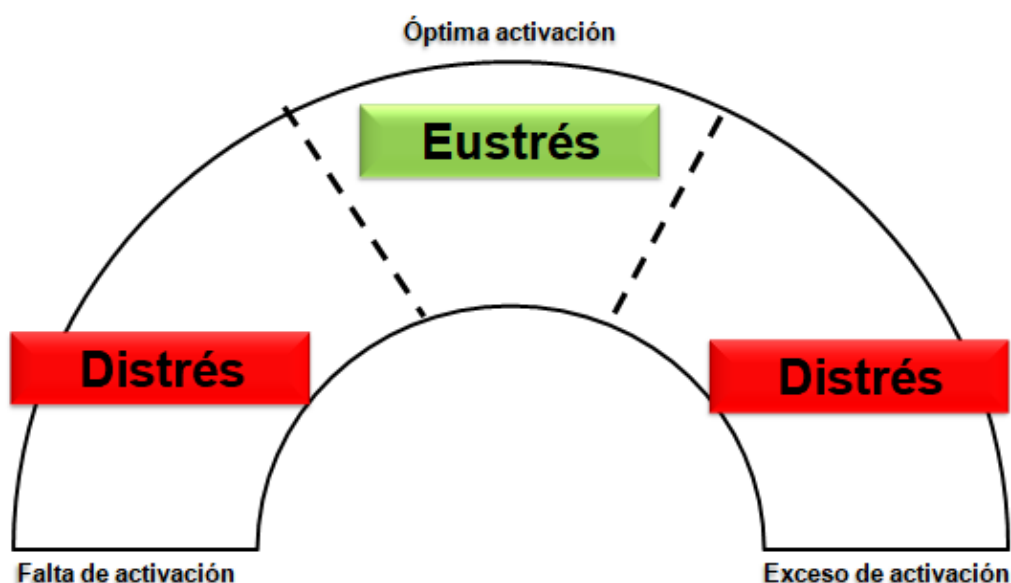 Óptima activación
Eustrés
Distrés
Distrés
Falta de activación
Exceso de activación